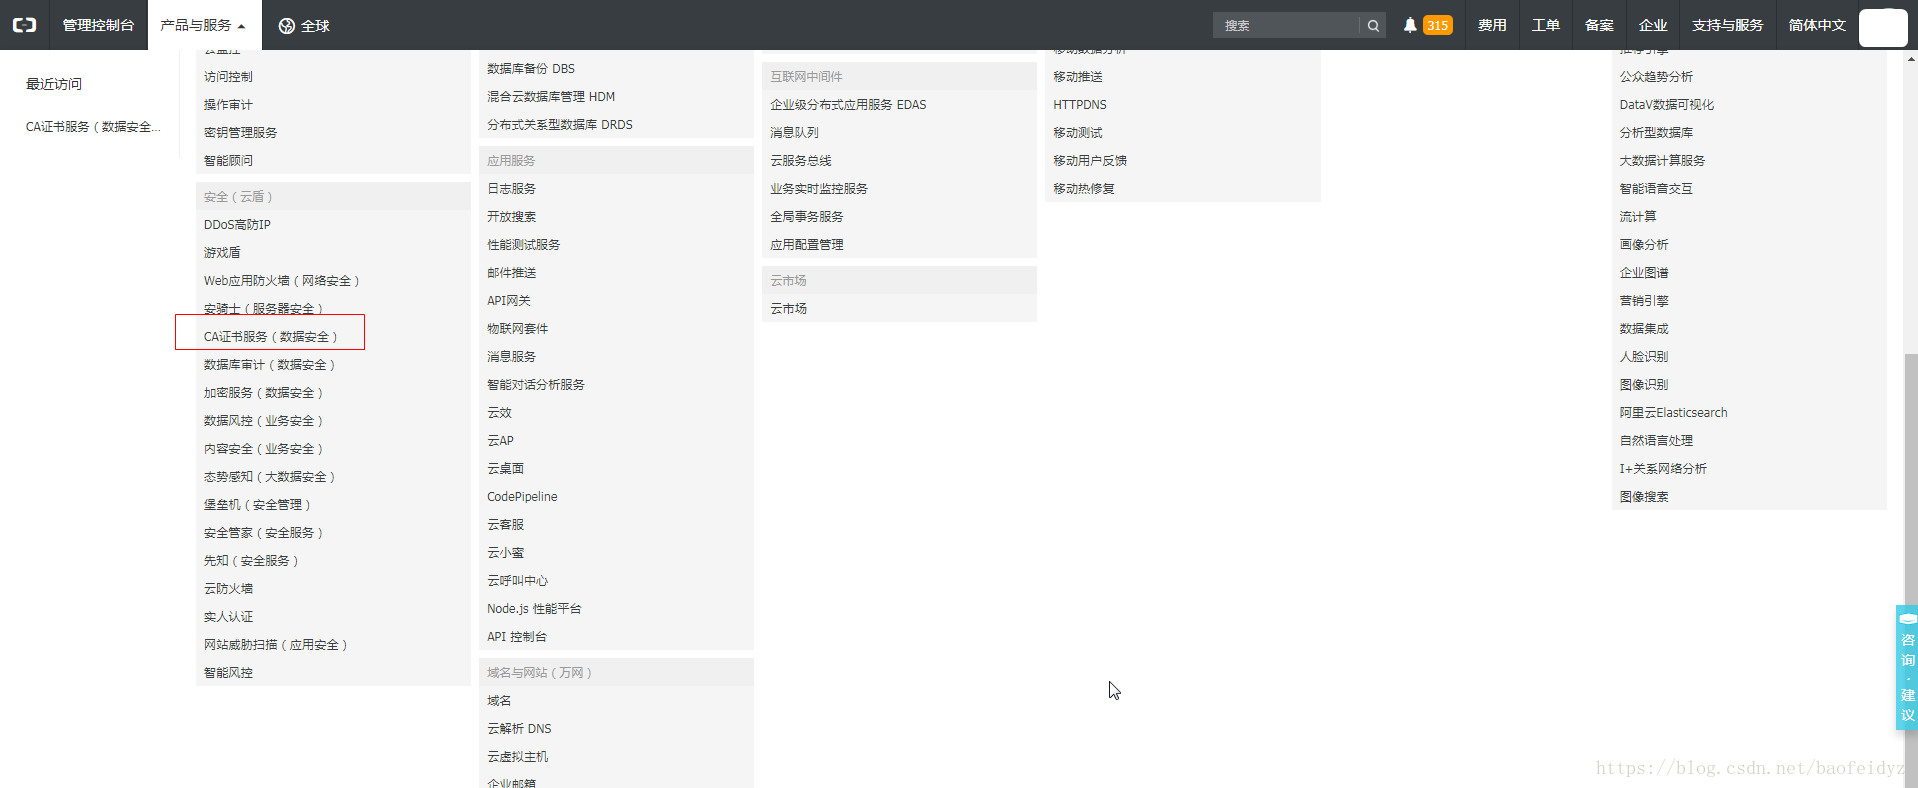 管理控制台
产品与服务
全球
搜索
315
费用
工单
备案
企业
支持与服务
简体中文
最近访问
CA证书服务（数据安全...
云监控
访问控制
操作审计
密钥管理服务
智能顾问
安全（云盾）
DDoS高防IP
游戏盾
Web应用防火墙（网络安全）
安骑士（服务器安全）
CA证书服务（数据安全）
数据库审计（数据安全）
加密服务（数据安全）
数据风控（业务安全）
内容安全（业务安全）
态势感知（大数据安全）
堡垒机（安全管理）
安全管家（安全服务）
先知（安全服务）
云防火墙
实人认证
网站威胁扫描（应用安全）
智能风控
数据库备份 DBS
混合云数据库管理 HDM
分布式关系型数据库 DRDS
应用服务
日志服务
开放搜索
性能测试服务
邮件推送
API网关
物联网套件
消息服务
智能对话分析服务
云效
云AP
云桌面
CodePipeline
云客服
云小蜜
云呼叫中心
Node.js 性能平台
API 控制台
域名与网站（万网）
域名
云解析 DNS
云虚拟主机
企业邮箱
互联网中间件
企业级分布式应用服务 EDAS
消息队列
云服务总线
业务实时监控服务
全局事务服务
应用配置管理
云市场
云市场
移动数据分析
移动推送
HTTPDNS
移动测试
移动用户反馈
移动热修复
推荐引擎
公众趋势分析
DataV数据可视化
分析型数据库
大数据计算服务
智能语音交互
流计算
画像分析
企业图谱
营销引擎
数据集成
人脸识别
图像识别
阿里云Elasticsearch
自然语言处理
I+关系网络分析
图像搜索
咨询·建议
https://blog.csdn.net/baofeidyz